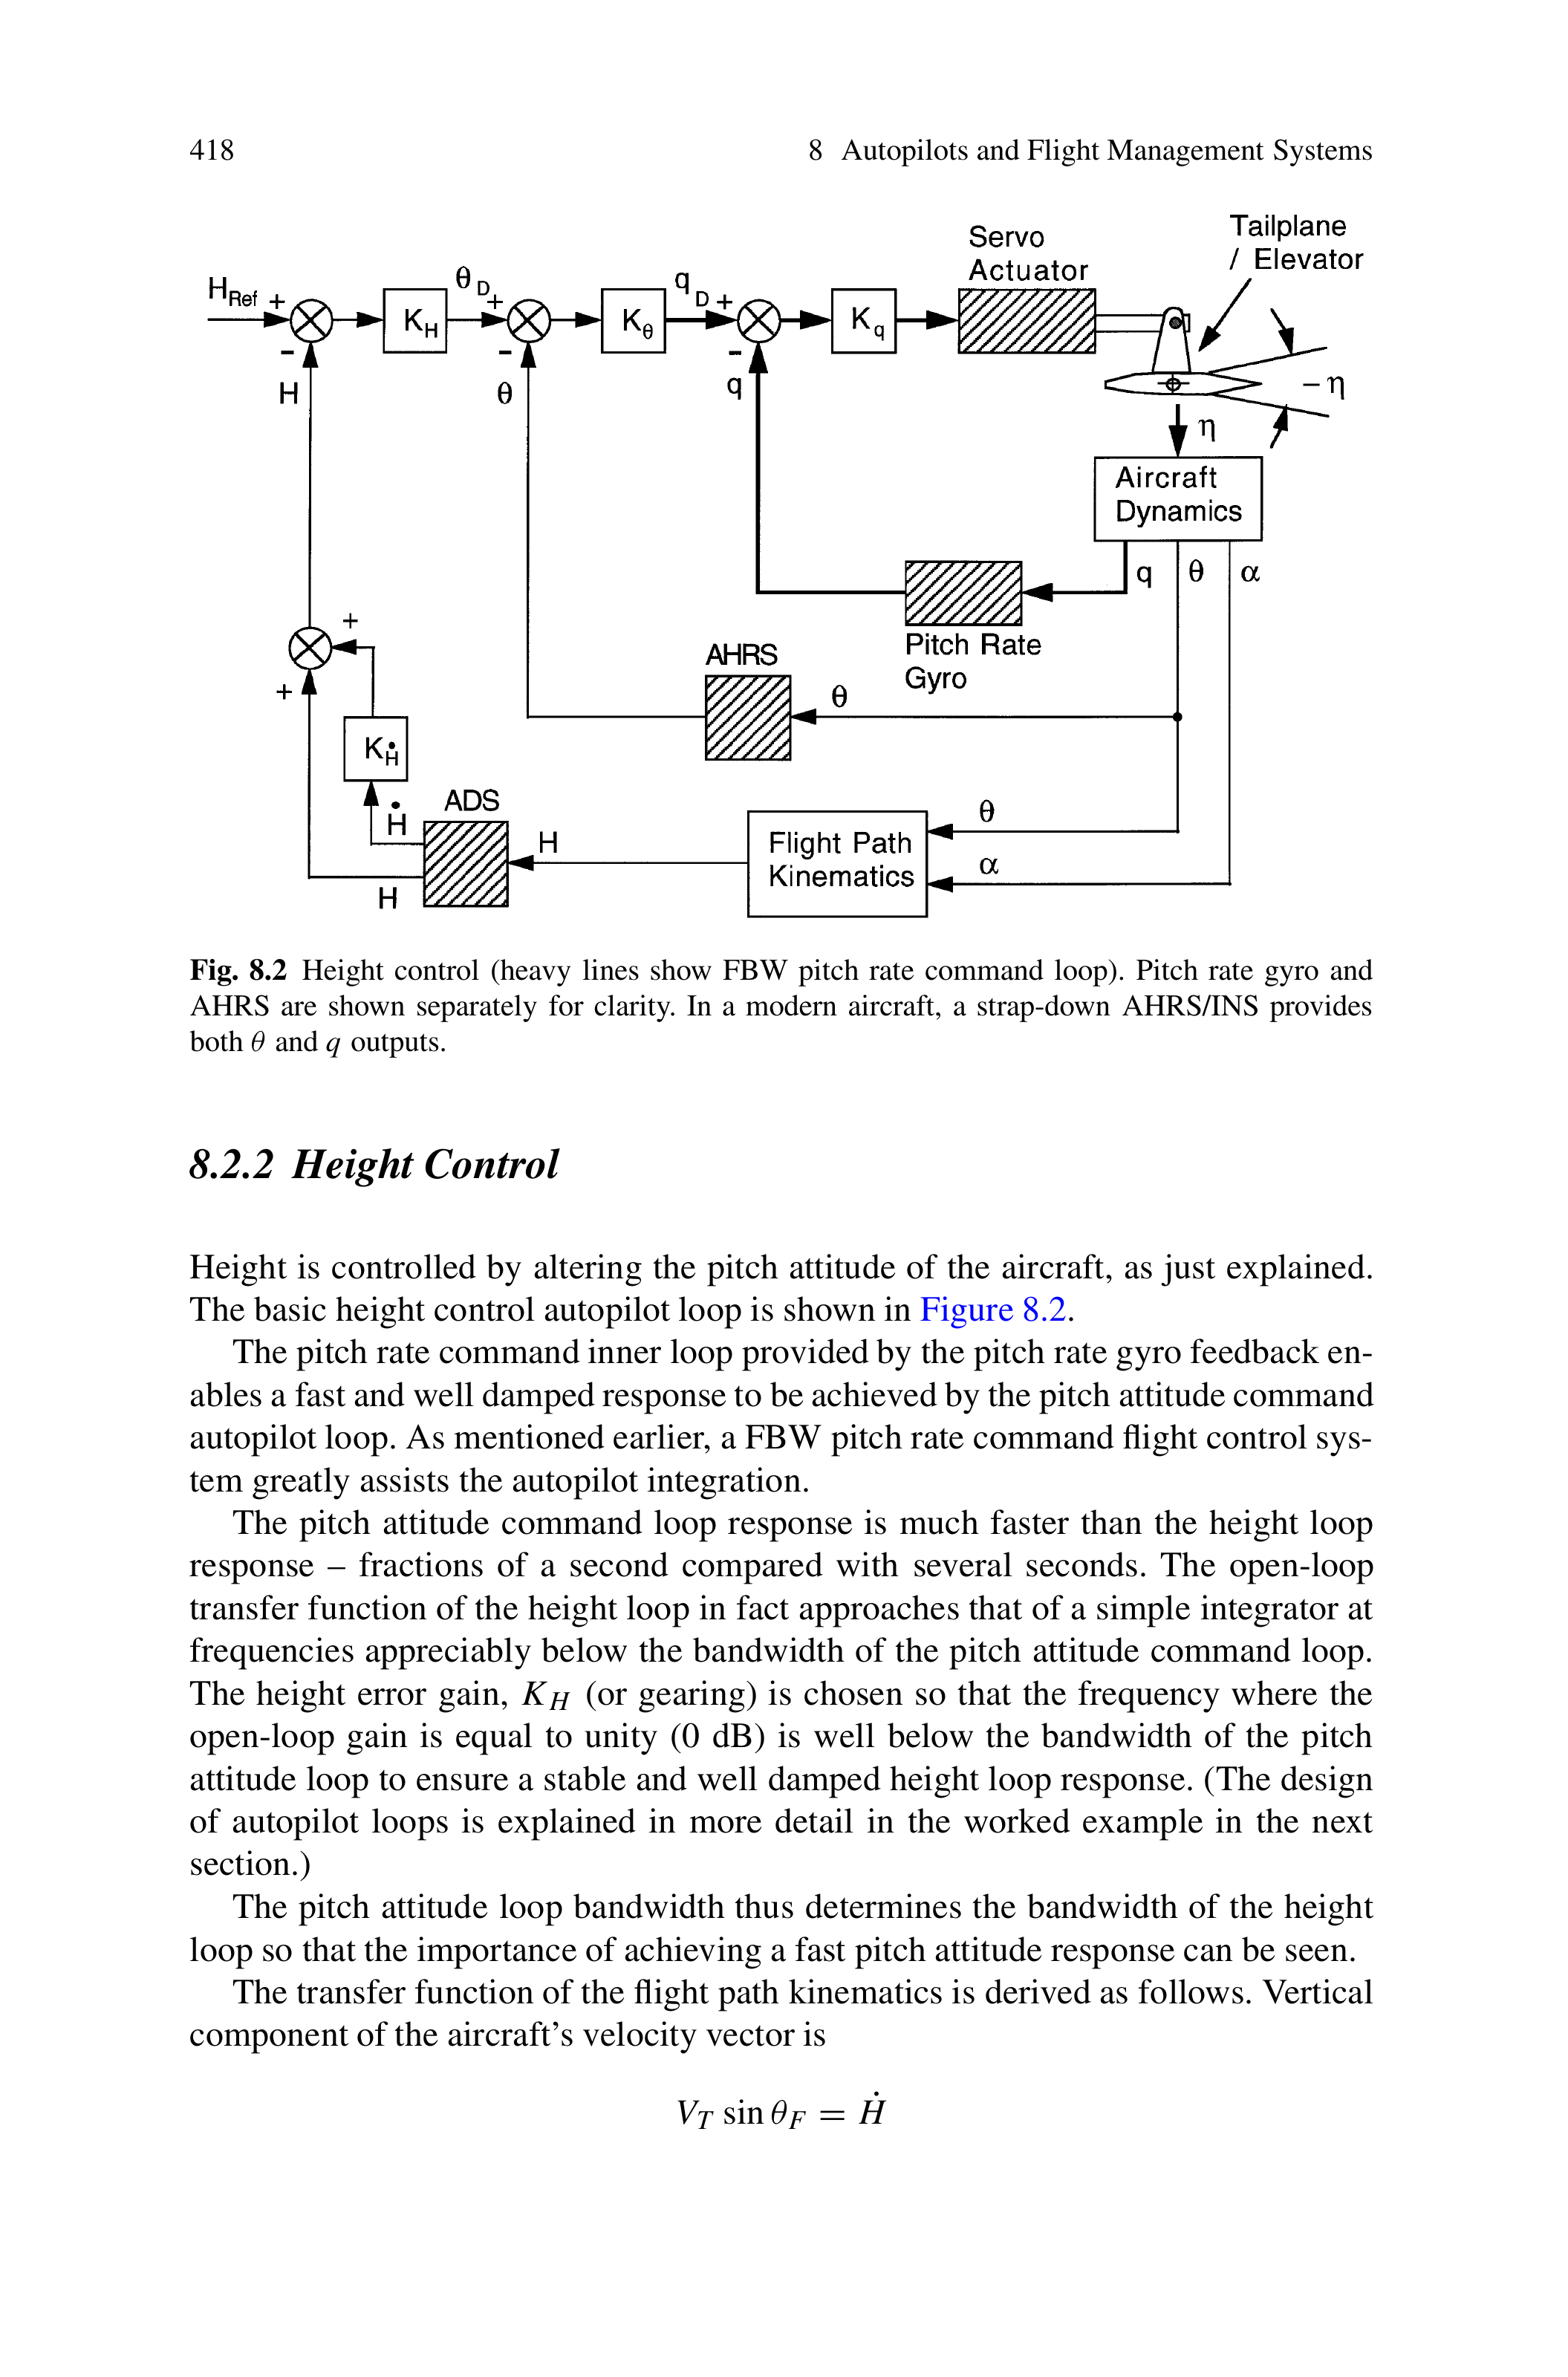 418
8 Autopilots and Flight Management Systems
Servo
Actuator
Tailplane
/ Elevator
H Ref +
-
H
K H
θ D +
-
θ
K θ
q D +
-
q
K q
- η
η
Aircraft
Dynamics
q θ α
Pitch Rate
Gyro
AHRS
θ
+
+
K Ḣ
Ḣ
ADS
H
H
Flight Path
Kinematics
θ
α
Fig. 8.2 Height control (heavy lines show FBW pitch rate command loop). Pitch rate gyro and
AHRS are shown separately for clarity. In a modern aircraft, a strap-down AHRS/INS provides
both θ and q outputs.
8.2.2 Height Control
Height is controlled by altering the pitch attitude of the aircraft, as just explained.
The basic height control autopilot loop is shown in Figure 8.2.
The pitch rate command inner loop provided by the pitch rate gyro feedback en-
ables a fast and well damped response to be achieved by the pitch attitude command
autopilot loop. As mentioned earlier, a FBW pitch rate command flight control sys-
tem greatly assists the autopilot integration.
The pitch attitude command loop response is much faster than the height loop
response – fractions of a second compared with several seconds. The open-loop
transfer function of the height loop in fact approaches that of a simple integrator at
frequencies appreciably below the bandwidth of the pitch attitude command loop.
The height error gain, K_H (or gearing) is chosen so that the frequency where the
open-loop gain is equal to unity (0 dB) is well below the bandwidth of the pitch
attitude loop to ensure a stable and well damped height loop response. (The design
of autopilot loops is explained in more detail in the worked example in the next
section.)
The pitch attitude loop bandwidth thus determines the bandwidth of the height
loop so that the importance of achieving a fast pitch attitude response can be seen.
The transfer function of the flight path kinematics is derived as follows. Vertical
component of the aircraft's velocity vector is
V_T sin θ_F = Ḣ